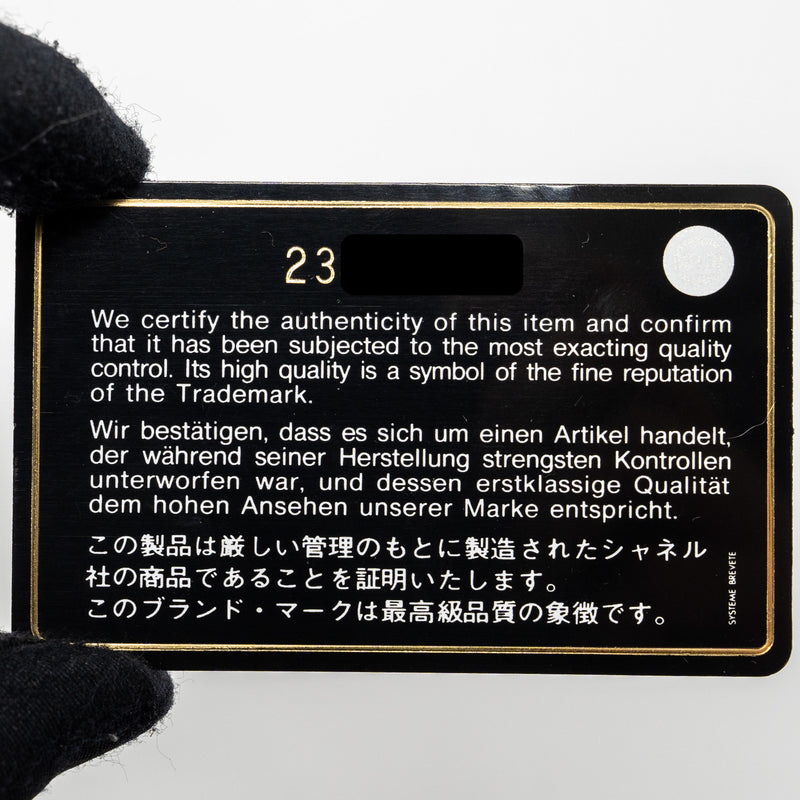 23
We certify the authenticity of this item and confirm
that it has been subjected to the most exacting quality
control. Its high quality is a symbol of the fine reputation
of the Trademark.
Wir bestätigen, dass es sich um einen Artikel handelt,
der während seiner Herstellung strengsten Kontrollen
unterworfen war, und dessen erstklassige Qualität
dem hohen Ansehen unserer Marke entspricht.
この製品は厳しい管理のもとに製造されたシャネル
社の商品であることを証明いたします。
このブランド・マークは最高級品質の象徴です。
SYSTEME BREVETE